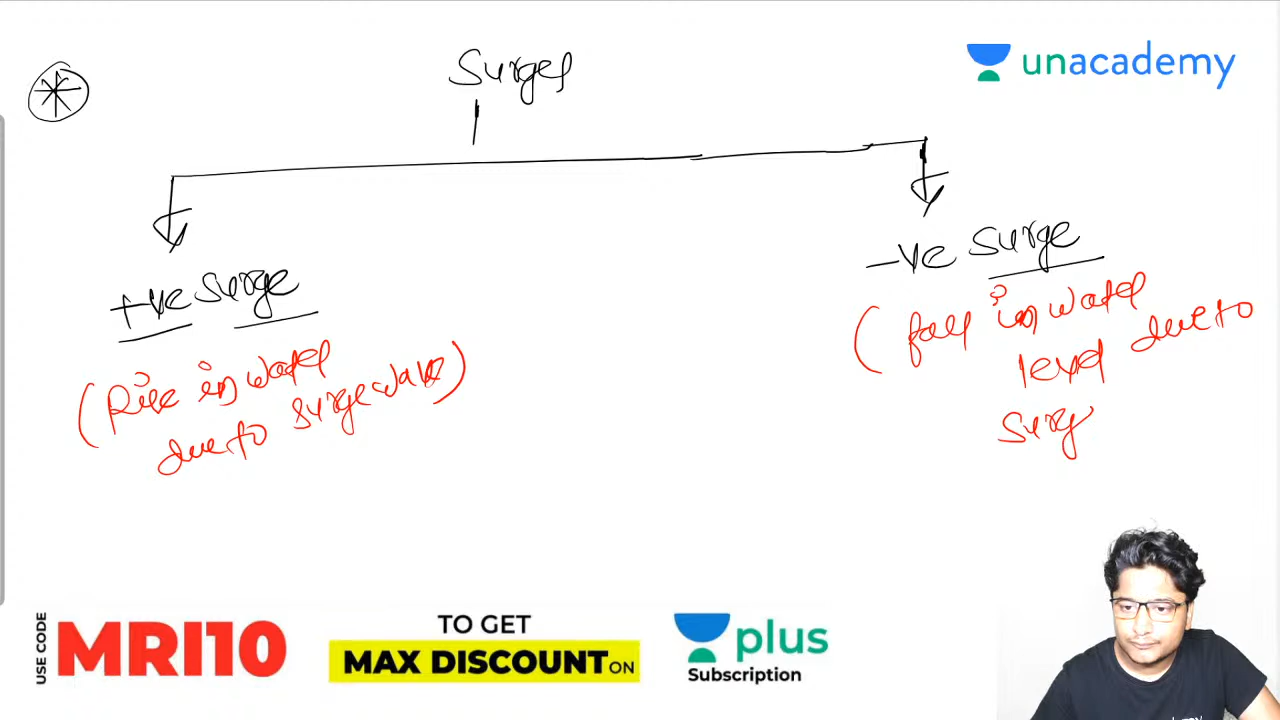 Surges
unacademy
+ve surge
(Rise in water
due to surge wave)
-ve surge
(fall in water
level due to
surg
USE CODE
MRI10
TO GET
MAX DISCOUNT ON
plus
Subscription